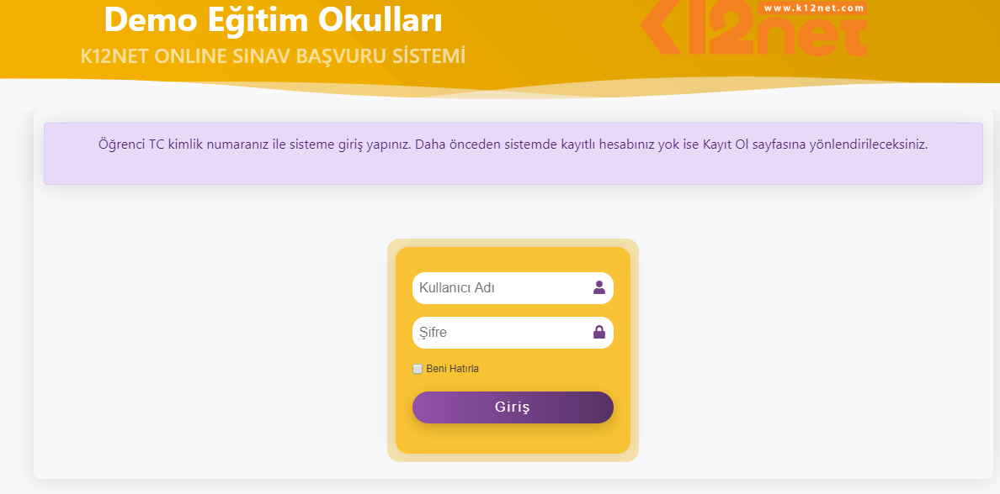 Demo Eğitim Okulları
www.k12net.com
K12net
K12NET ONLINE SINAV BAŞVURU SİSTEMİ
Öğrenci TC kimlik numaranız ile sisteme giriş yapınız. Daha önceden sistemde kayıtlı hesabınız yok ise Kayıt Ol sayfasına yönlendirileceksiniz.
Kullanıcı Adı
Şifre
Beni Hatırla
Giriş